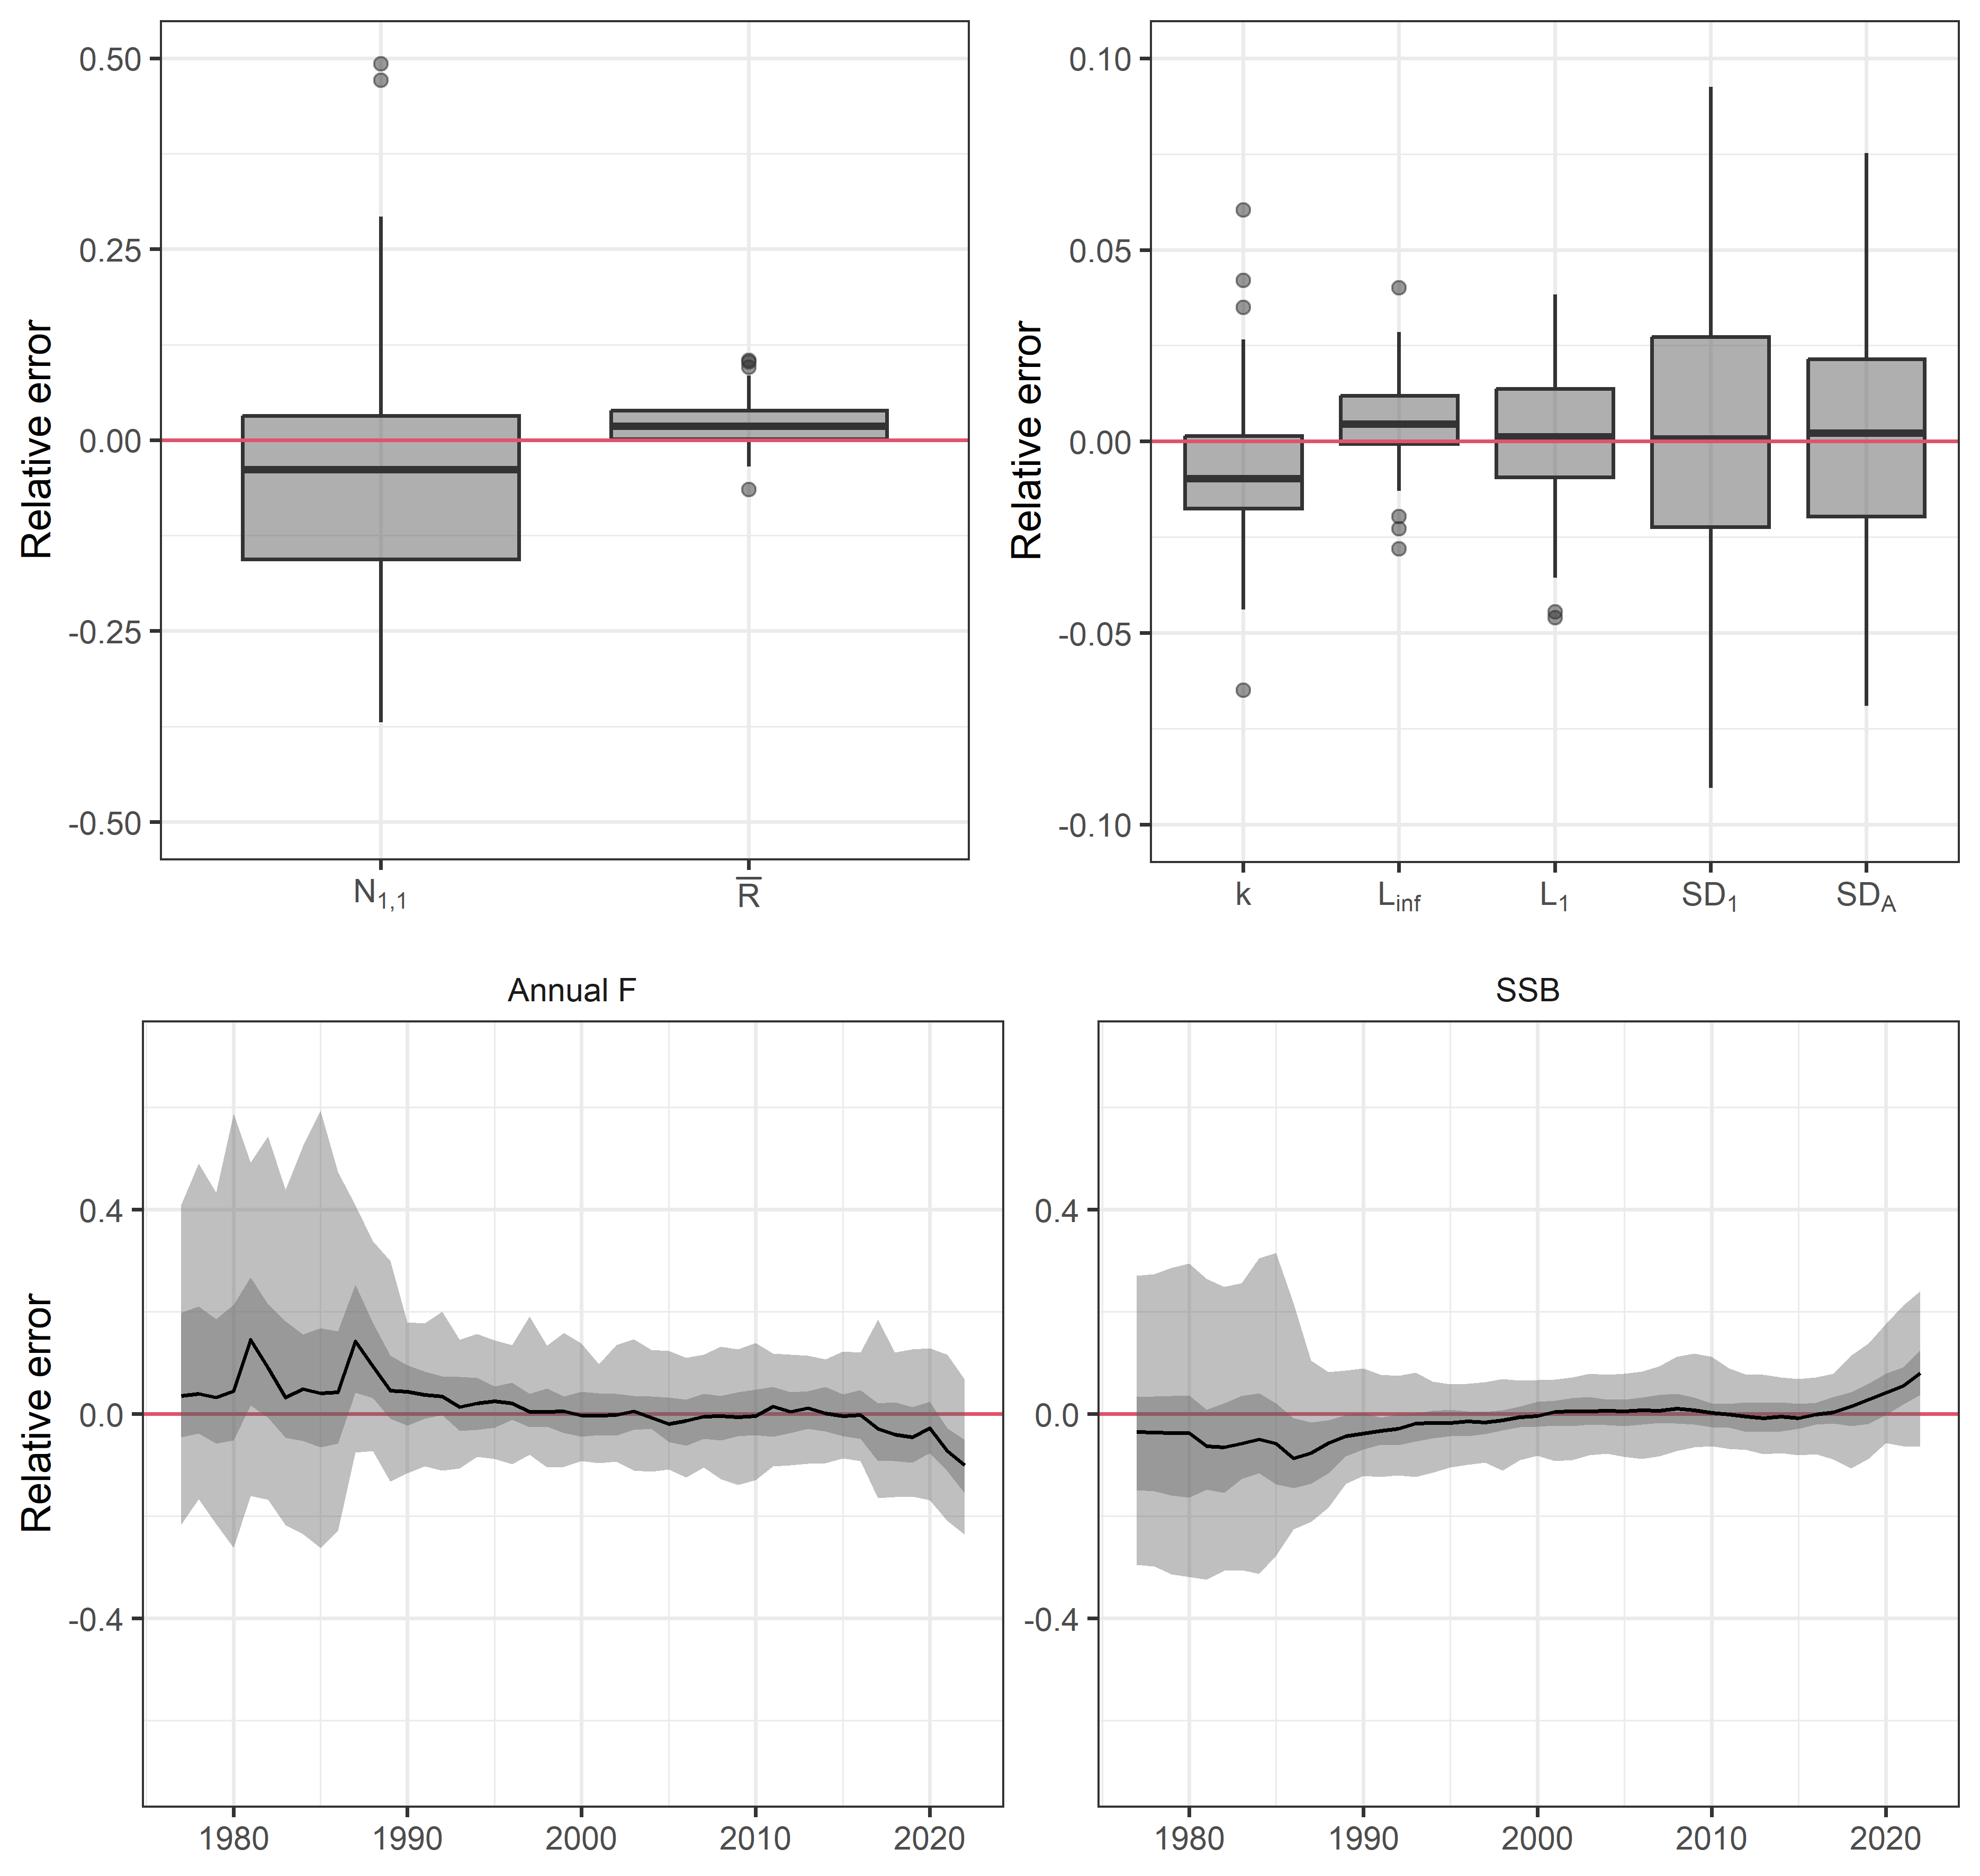 Relative error
0.50
0.25
0.00
-0.25
-0.50
N1,1
R̅
Relative error
0.10
0.05
0.00
-0.05
-0.10
k
Linf
L1
SD1
SDA
Annual F
SSB
Relative error
0.4
0.0
-0.4
1980 1990 2000 2010 2020
0.4
0.0
-0.4
1980 1990 2000 2010 2020